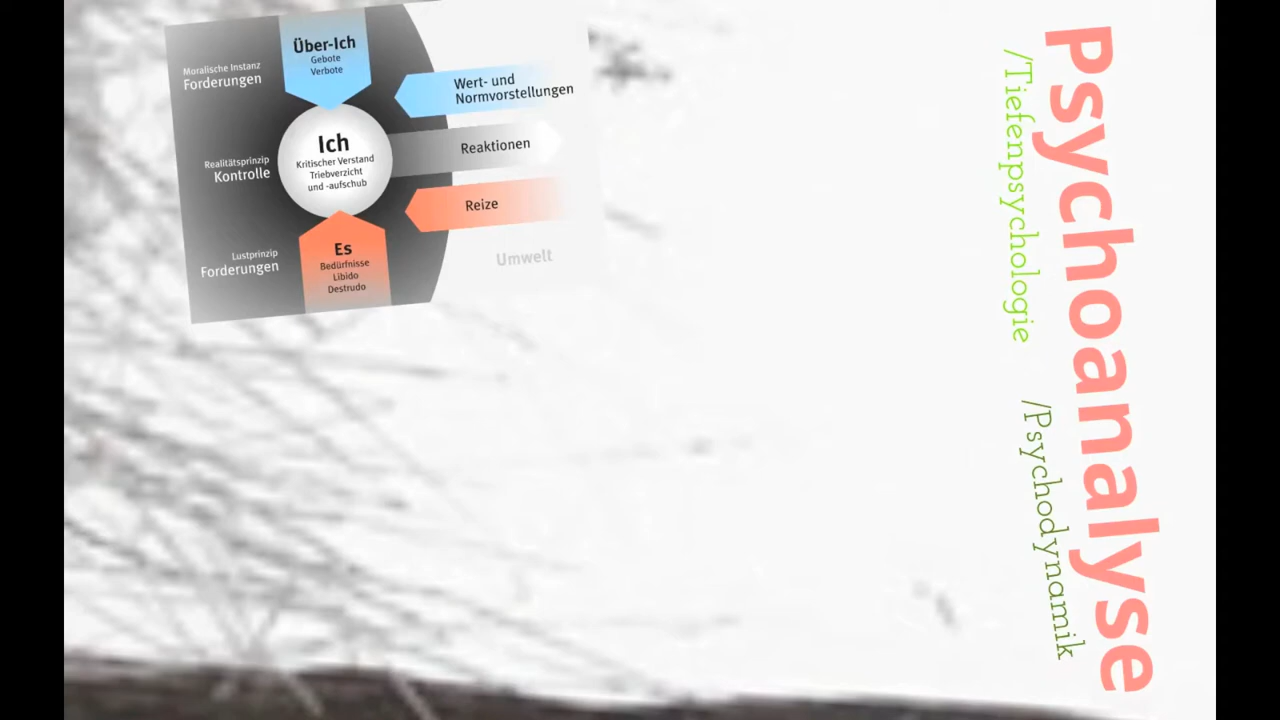 Über-Ich
Gebote
Verbote
Moralische Instanz
Forderungen
Wert- und
Normvorstellungen
Ich
Kritischer Verstand
Triebverzicht
und -aufschub
Realitätsprinzip
Kontrolle
Reaktionen
Reize
Es
Bedürfnisse
Libido
Destrudo
Lustprinzip
Forderungen
Umwelt
Psychoanalyse
/Tiefenpsychologie
/Psychodynamik